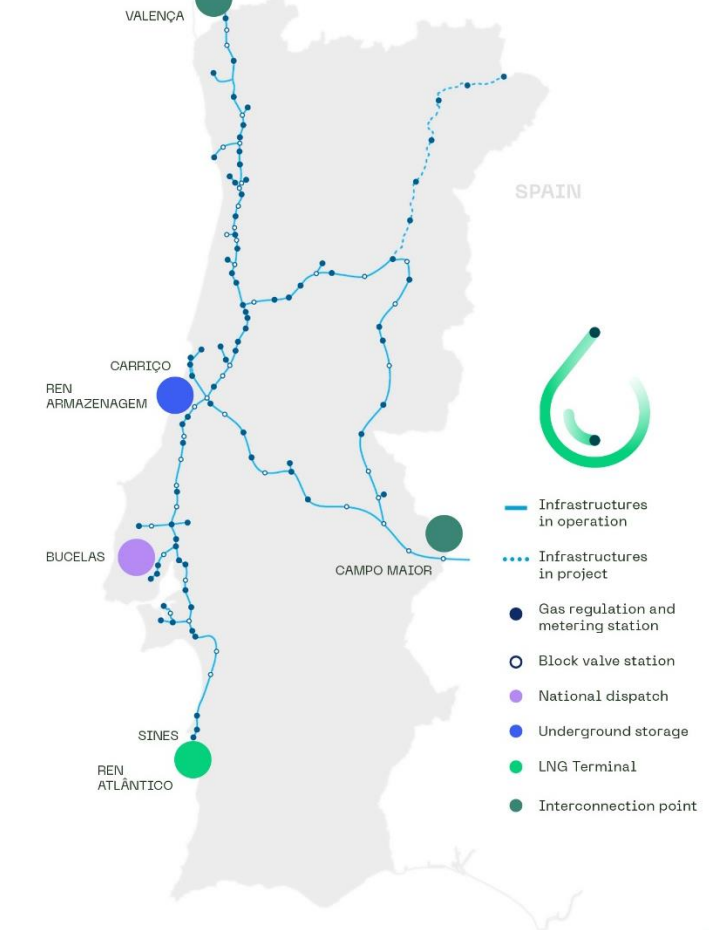 VALENÇA
SPAIN
CARRIÇO
REN
ARMAZENAGEM
BUCELAS
CAMPO MAIOR
SINES
REN
ATLÂNTICO
Infrastructures
in operation
Infrastructures
in project
Gas regulation and
metering station
Block valve station
National dispatch
Underground storage
LNG Terminal
Interconnection point